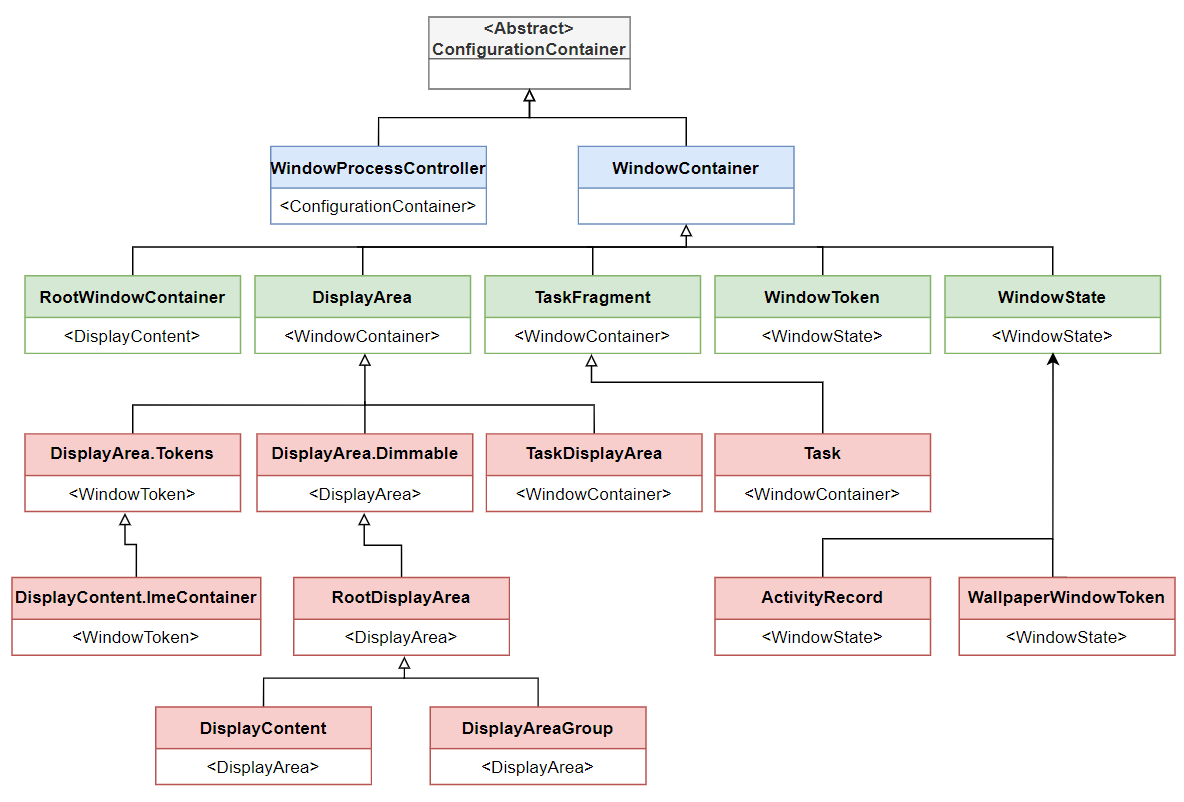 <Abstract>
ConfigurationContainer
WindowProcessController
<ConfigurationContainer>
WindowContainer
RootWindowContainer
<DisplayContent>
DisplayArea
<WindowContainer>
TaskFragment
<WindowContainer>
WindowToken
<WindowState>
WindowState
<WindowState>
DisplayArea.Tokens
<WindowToken>
DisplayArea.Dimmable
<DisplayArea>
TaskDisplayArea
<WindowContainer>
Task
<WindowContainer>
DisplayContent.ImeContainer
<WindowToken>
RootDisplayArea
<DisplayArea>
ActivityRecord
<WindowState>
WallpaperWindowToken
<WindowState>
DisplayContent
<DisplayArea>
DisplayAreaGroup
<DisplayArea>